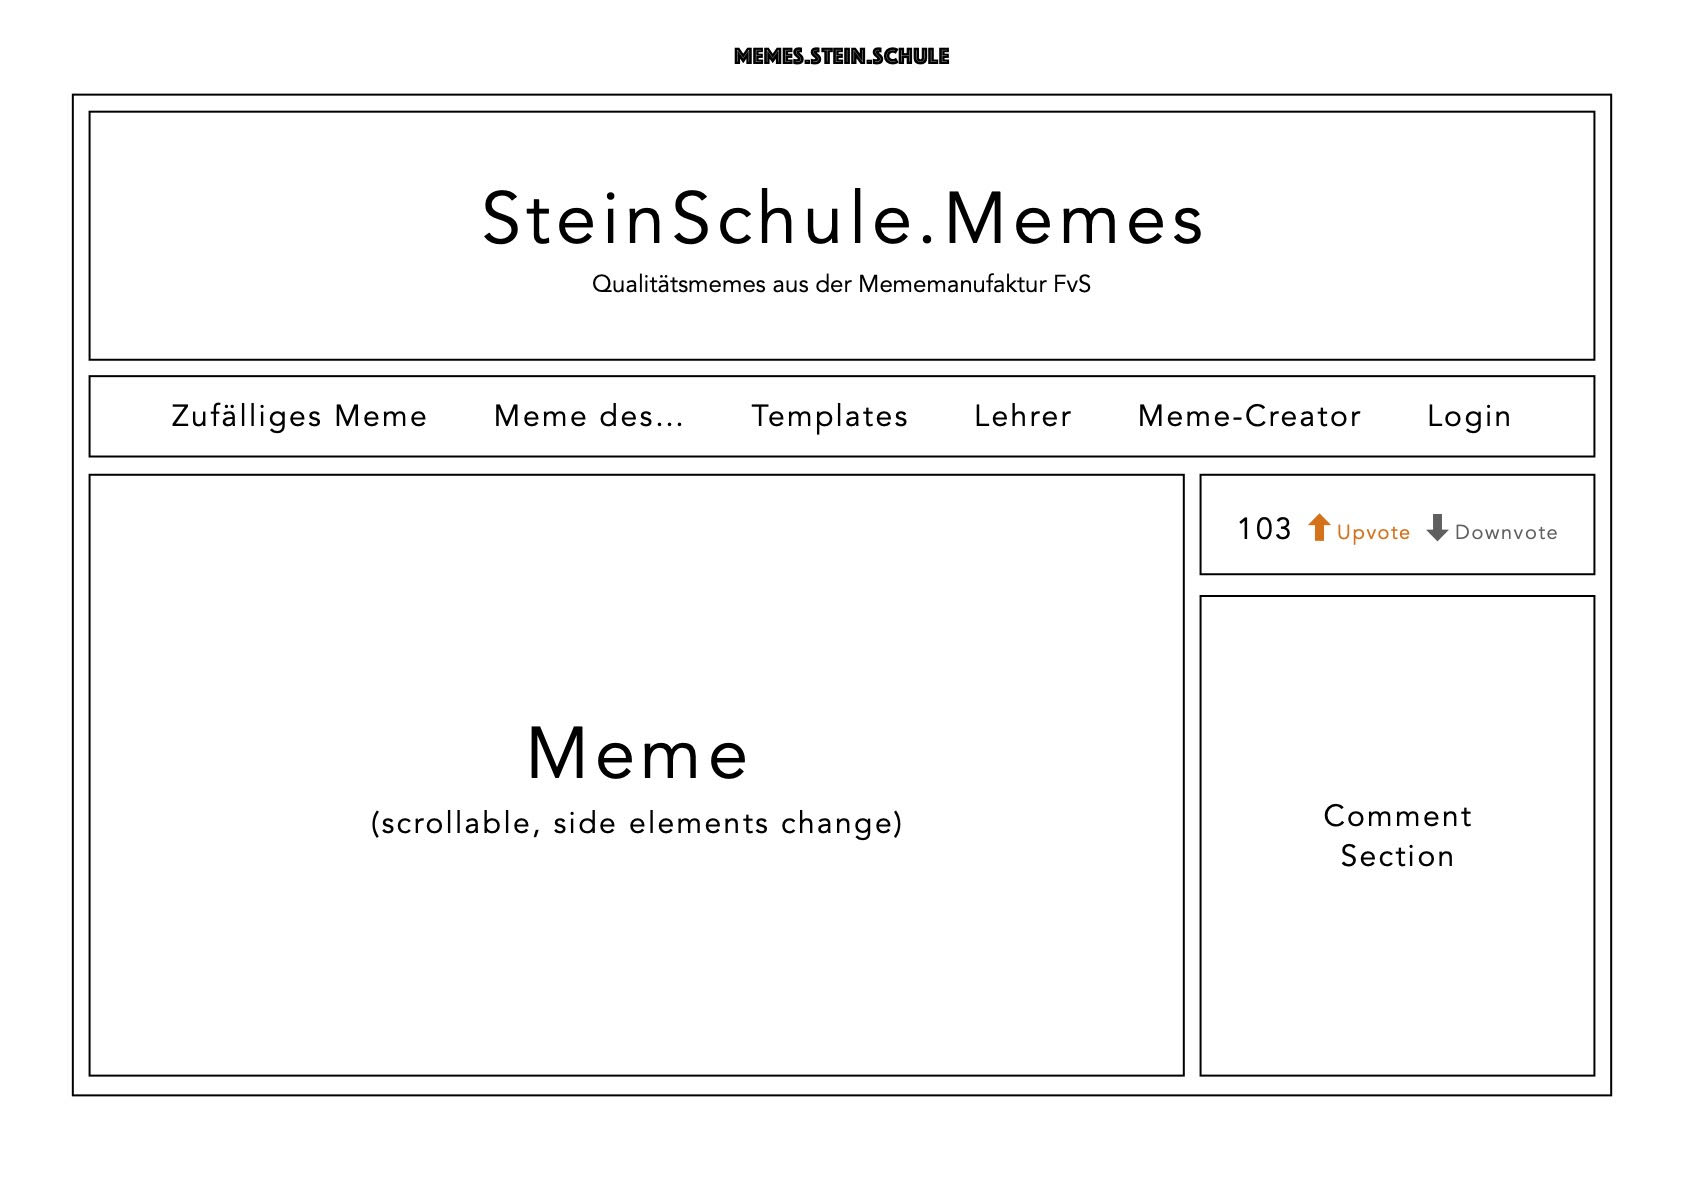 MEMES.STEIN.SCHULE
SteinSchule.Memes
Qualitätsmemes aus der Mememanufaktur FvS
Zufälliges Meme Meme des... Templates Lehrer Meme-Creator Login
103 Upvote Downvote
Meme
(scrollable, side elements change)
Comment
Section